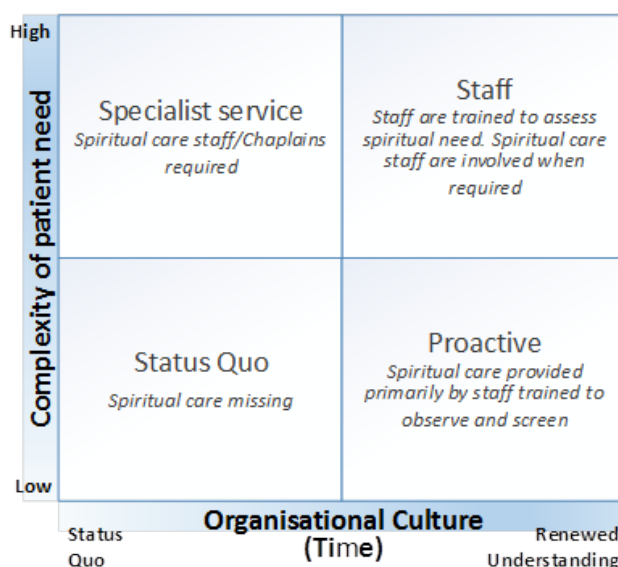 High
Complexity of patient need
Low
Specialist service
Spiritual care staff/Chaplains
required
Staff
Staff are trained to assess
spiritual need. Spiritual care
staff are involved when
required
Status Quo
Spiritual care missing
Proactive
Spiritual care provided
primarily by staff trained to
observe and screen
Organisational Culture
(Time)
Status
Quo
Renewed
Understanding